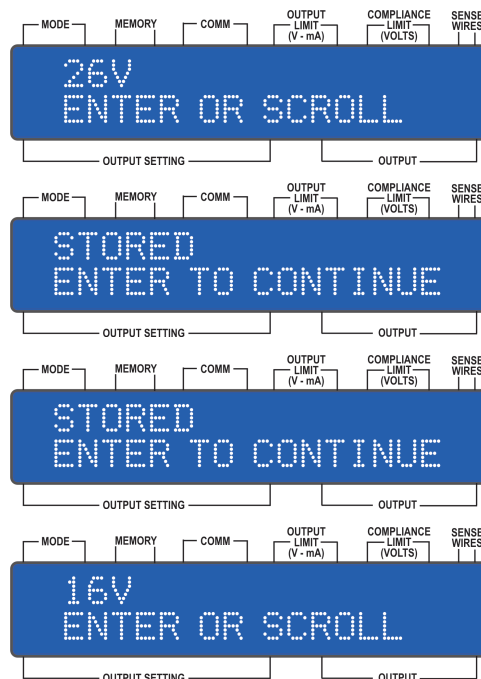 MODE MEMORY COMM OUTPUT LIMIT (V - mA) COMPLIANCE LIMIT (VOLTS) SENSE WIRES
26V
ENTER OR SCROLL
OUTPUT SETTING OUTPUT
MODE MEMORY COMM OUTPUT LIMIT (V - mA) COMPLIANCE LIMIT (VOLTS) SENSE WIRES
STORED
ENTER TO CONTINUE
OUTPUT SETTING OUTPUT
MODE MEMORY COMM OUTPUT LIMIT (V - mA) COMPLIANCE LIMIT (VOLTS) SENSE WIRES
STORED
ENTER TO CONTINUE
OUTPUT SETTING OUTPUT
MODE MEMORY COMM OUTPUT LIMIT (V - mA) COMPLIANCE LIMIT (VOLTS) SENSE WIRES
16V
ENTER OR SCROLL
OUTPUT SETTING OUTPUT